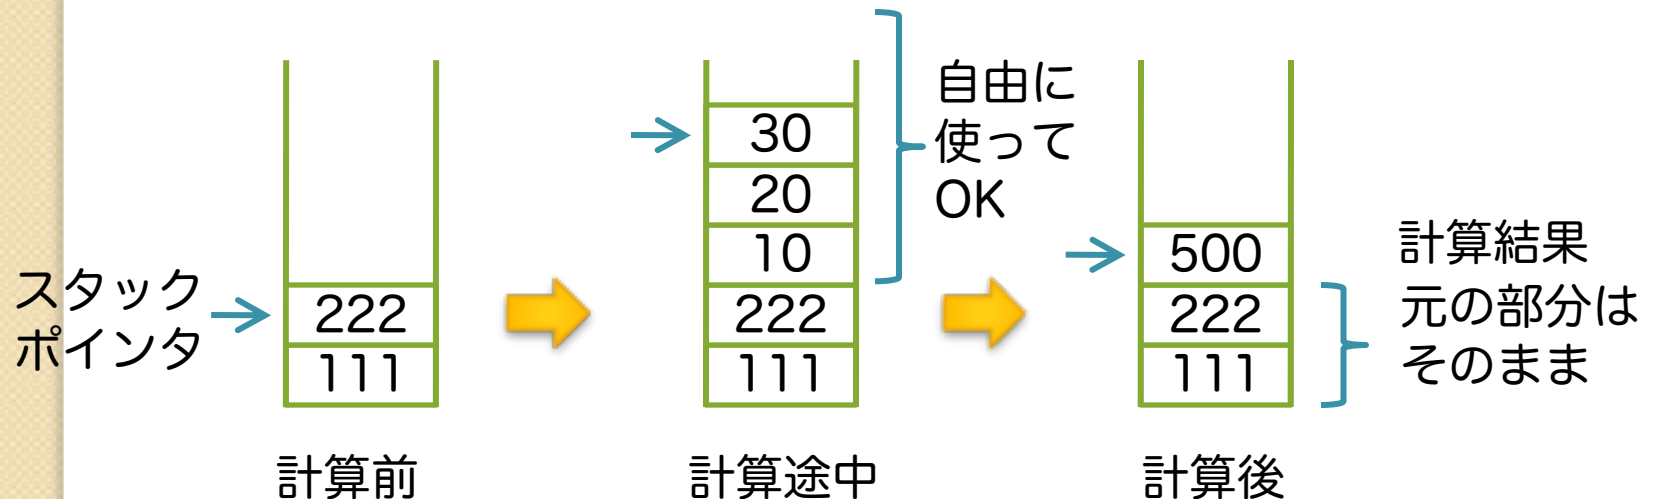 スタック
ポインタ
222
111
計算前
30
20
10
222
111
計算途中
自由に
使って
OK
500
222
111
計算後
計算結果
元の部分は
そのまま